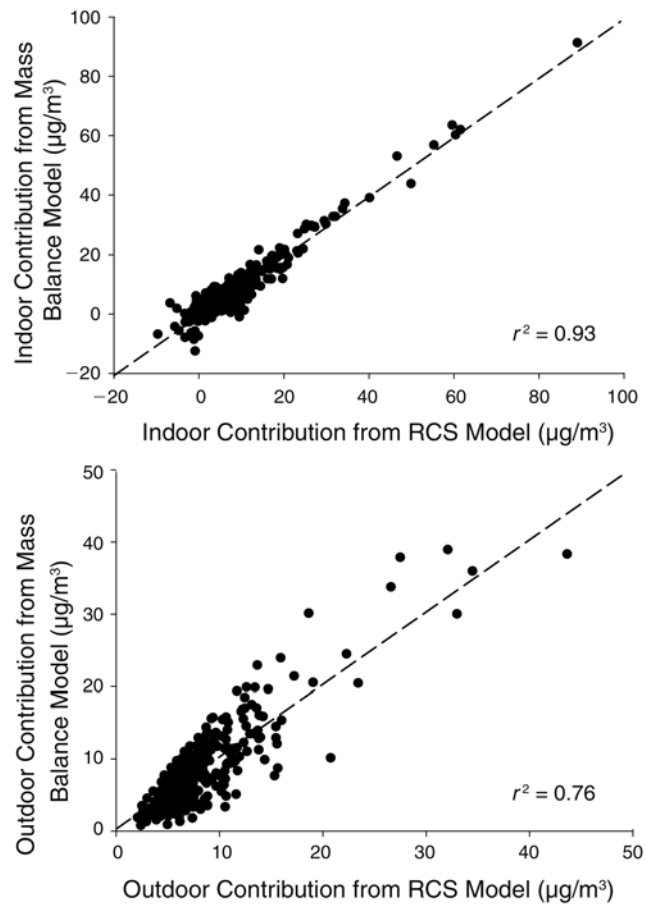 100
80
60
40
20
0
−20
Indoor Contribution from Mass
Balance Model (μg/m³)
r² = 0.93
−20 0 20 40 60 80 100
Indoor Contribution from RCS Model (μg/m³)
50
40
30
20
10
0
Outdoor Contribution from Mass
Balance Model (μg/m³)
r² = 0.76
0 10 20 30 40 50
Outdoor Contribution from RCS Model (μg/m³)